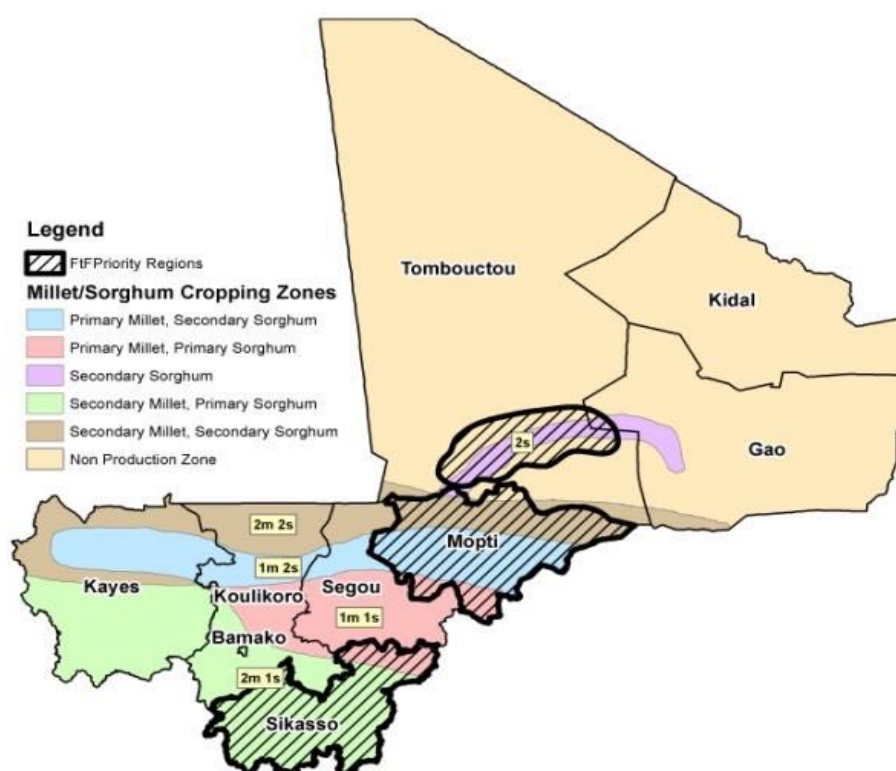 Legend
FtFPriority Regions
Millet/Sorghum Cropping Zones
Primary Millet, Secondary Sorghum
Primary Millet, Primary Sorghum
Secondary Sorghum
Secondary Millet, Primary Sorghum
Secondary Millet, Secondary Sorghum
Non Production Zone
Tombouctou
Kidal
2s
Gao
2m 2s
Mopti
1m 2s
Kayes
Koulikoro
Segou
1m 1s
Bamako
2m 1s
Sikasso